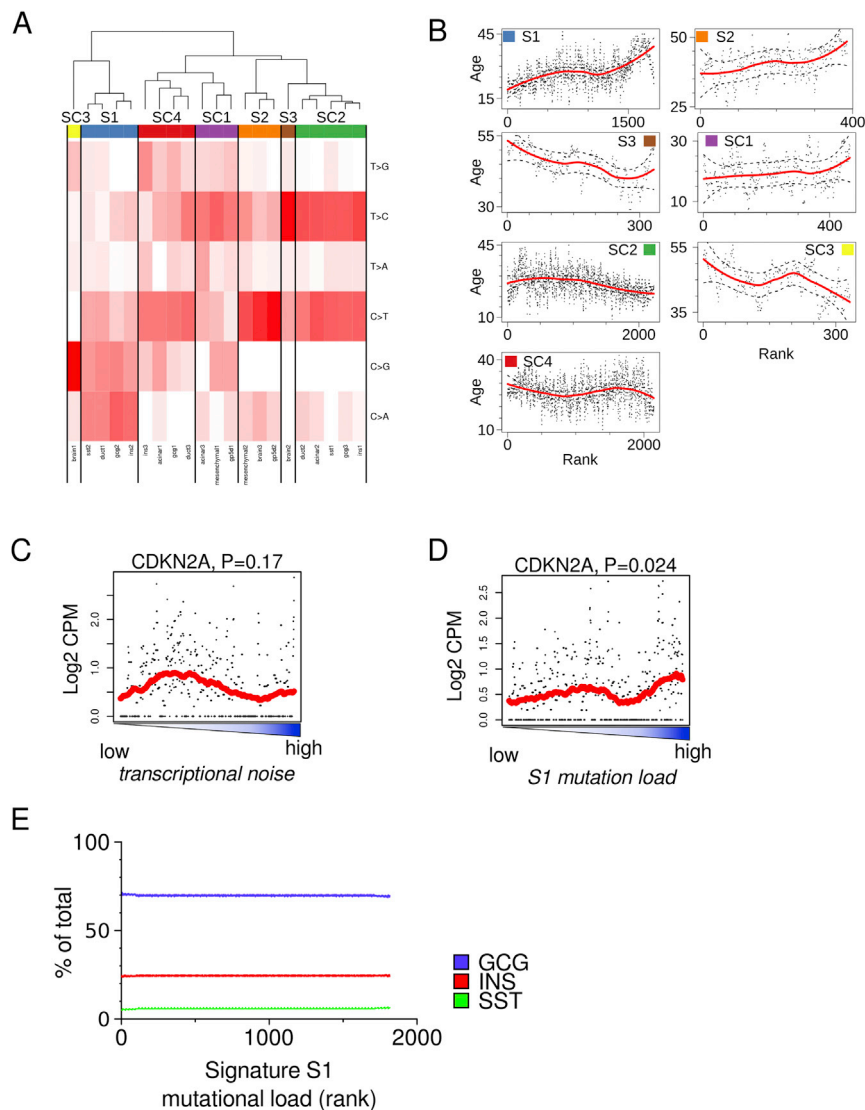 A
SC3 S1 SC4 SC1 S2 S3 SC2
T>G
T>C
T>A
C>T
C>G
C>A
brain1 sst2 duct1 gcg2 ins2 ins3 acinar1 gcg1 duct3 acinar3 mesenchymal1 gp5d1 mesenchymal2 brain3 gp5d2 brain2 duct2 acinar2 sst1 gcg3 ins1
B
S1
Age
45
15
0 1500
S2
50
25
0 400
S3
Age
55
30
0 300
SC1
30
10
0 400
SC2
Age
45
10
0 2000
SC3
55
35
0 300
Rank
SC4
Age
40
10
0 2000
Rank
C
CDKN2A, P=0.17
Log2 CPM
2.0
1.0
0.0
low high
transcriptional noise
D
CDKN2A, P=0.024
Log2 CPM
2.5
2.0
1.5
1.0
0.5
0.0
low high
S1 mutation load
E
% of total
100
50
0
0 1000 2000
Signature S1
mutational load (rank)
GCG
INS
SST